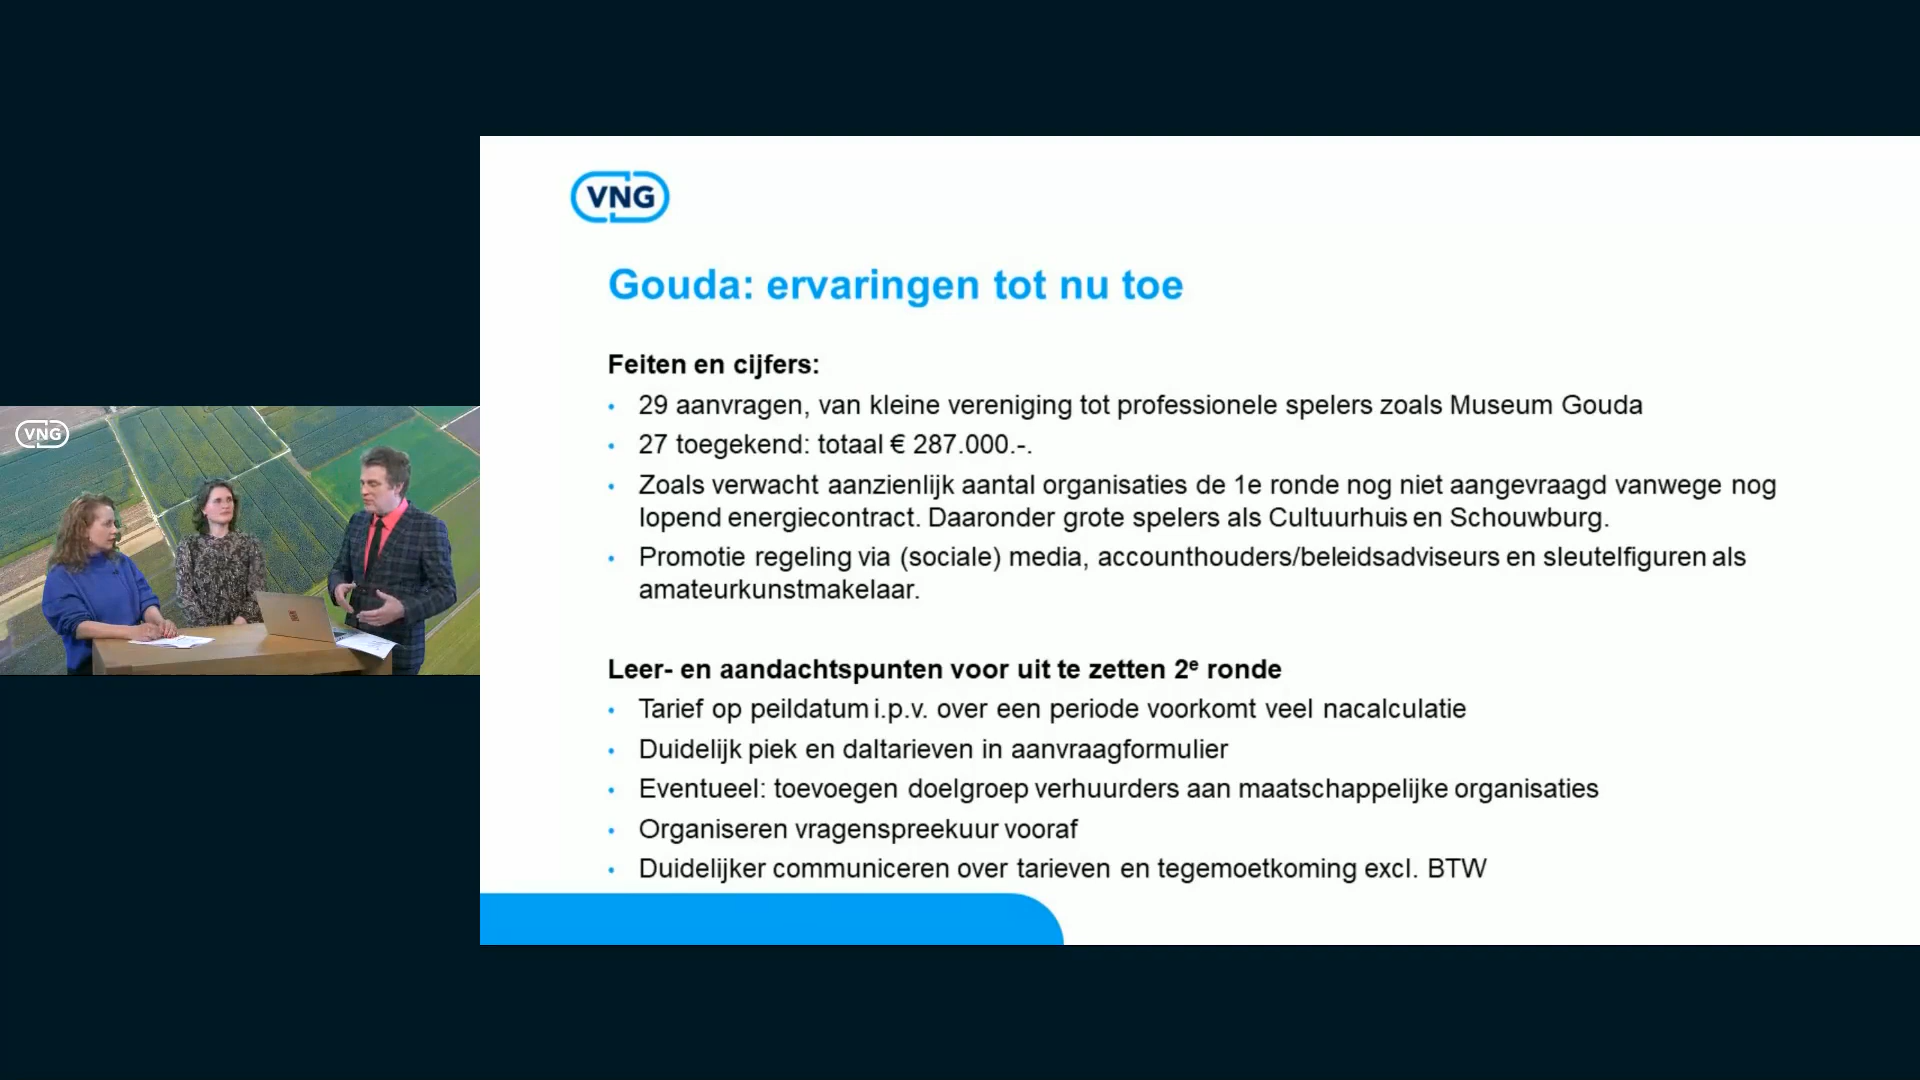 VNG
Gouda: ervaringen tot nu toe
Feiten en cijfers:
• 29 aanvragen, van kleine vereniging tot professionele spelers zoals Museum Gouda
• 27 toegekend: totaal € 287.000.-.
• Zoals verwacht aanzienlijk aantal organisaties de 1e ronde nog niet aangevraagd vanwege nog
lopend energiecontract. Daaronder grote spelers als Cultuurhuis en Schouwburg.
• Promotie regeling via (sociale) media, accounthouders/beleidsadviseurs en sleutelfiguren als
amateurkunstmakelaar.
Leer- en aandachtspunten voor uit te zetten 2e ronde
• Tarief op peildatum i.p.v. over een periode voorkomt veel nacalculatie
• Duidelijk piek en daltarieven in aanvraagformulier
• Eventueel: toevoegen doelgroep verhuurders aan maatschappelijke organisaties
• Organiseren vragenspreekuur vooraf
• Duidelijker communiceren over tarieven en tegemoetkoming excl. BTW
VNG